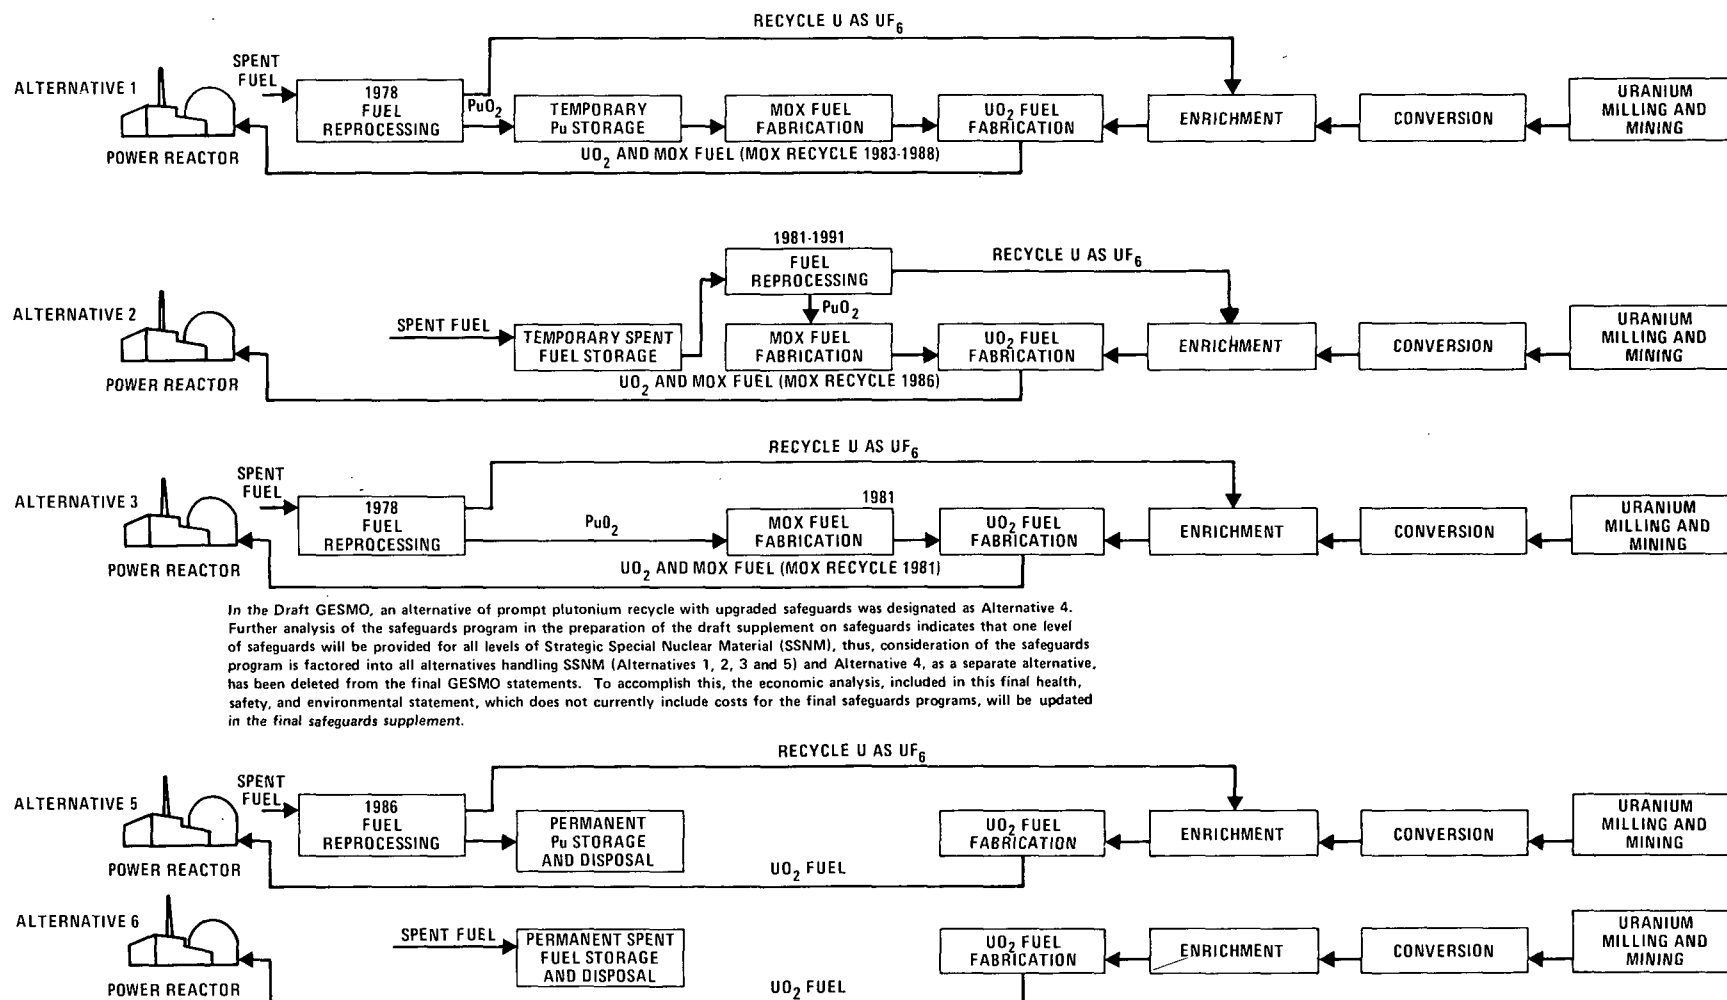 RECYCLE U AS UF6
ALTERNATIVE 1
SPENT
FUEL
1978
FUEL
REPROCESSING
PuO2
TEMPORARY
Pu STORAGE
MOX FUEL
FABRICATION
UO2 FUEL
FABRICATION
ENRICHMENT
CONVERSION
URANIUM
MILLING AND
MINING
POWER REACTOR
UO2 AND MOX FUEL (MOX RECYCLE 1983-1988)
1981-1991
FUEL
REPROCESSING
RECYCLE U AS UF6
PuO2
ALTERNATIVE 2
SPENT FUEL
TEMPORARY SPENT
FUEL STORAGE
MOX FUEL
FABRICATION
UO2 FUEL
FABRICATION
ENRICHMENT
CONVERSION
URANIUM
MILLING AND
MINING
POWER REACTOR
UO2 AND MOX FUEL (MOX RECYCLE 1986)
RECYCLE U AS UF6
ALTERNATIVE 3
SPENT
FUEL
1978
FUEL
REPROCESSING
PuO2
1981
MOX FUEL
FABRICATION
UO2 FUEL
FABRICATION
ENRICHMENT
CONVERSION
URANIUM
MILLING AND
MINING
POWER REACTOR
UO2 AND MOX FUEL (MOX RECYCLE 1981)
In the Draft GESMO, an alternative of prompt plutonium recycle with upgraded safeguards was designated as Alternative 4.
Further analysis of the safeguards program in the preparation of the draft supplement on safeguards indicates that one level
of safeguards will be provided for all levels of Strategic Special Nuclear Material (SSNM), thus, consideration of the safeguards
program is factored into all alternatives handling SSNM (Alternatives 1, 2, 3 and 5) and Alternative 4, as a separate alternative,
has been deleted from the final GESMO statements. To accomplish this, the economic analysis, included in this final health,
safety, and environmental statement, which does not currently include costs for the final safeguards programs, will be updated
in the final safeguards supplement.
RECYCLE U AS UF6
ALTERNATIVE 5
SPENT
FUEL
1986
FUEL
REPROCESSING
PERMANENT
Pu STORAGE
AND DISPOSAL
UO2 FUEL
FABRICATION
ENRICHMENT
CONVERSION
URANIUM
MILLING AND
MINING
POWER REACTOR
UO2 FUEL
ALTERNATIVE 6
SPENT FUEL
PERMANENT SPENT
FUEL STORAGE
AND DISPOSAL
UO2 FUEL
FABRICATION
ENRICHMENT
CONVERSION
URANIUM
MILLING AND
MINING
POWER REACTOR
UO2 FUEL